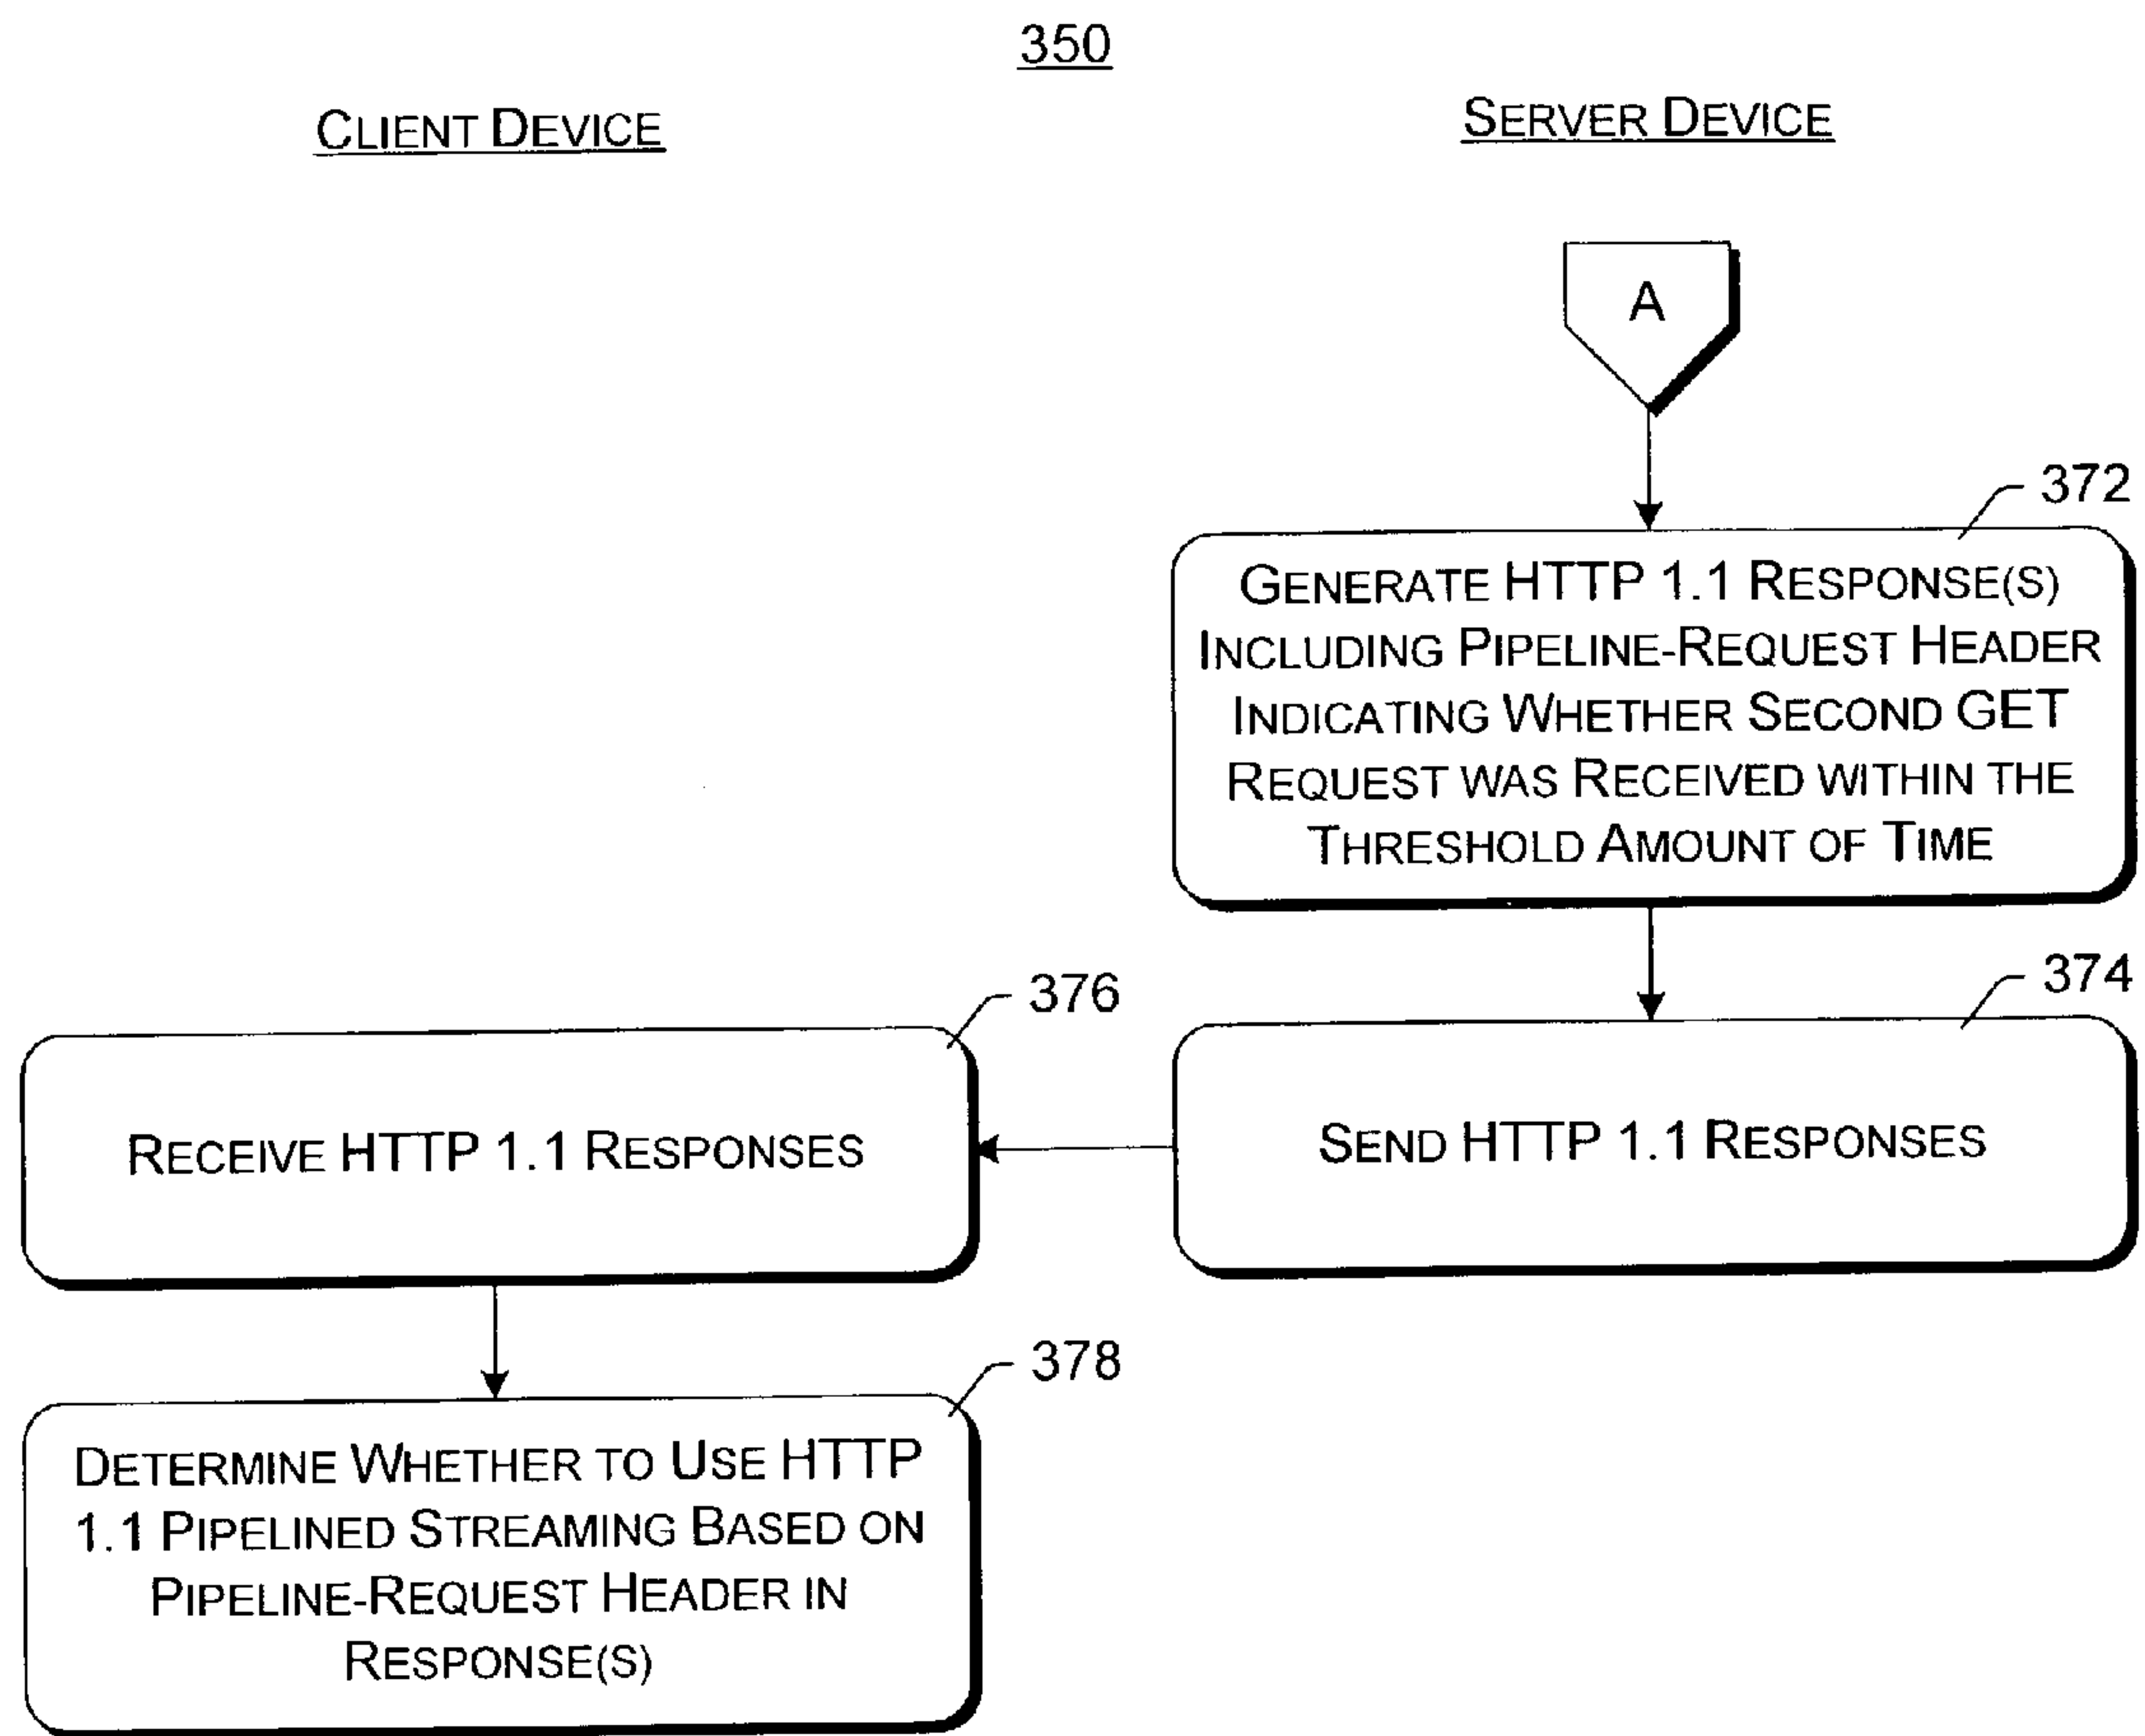 350
CLIENT DEVICE
SERVER DEVICE
A
372
GENERATE HTTP 1.1 RESPONSE(S)
INCLUDING PIPELINE-REQUEST HEADER
INDICATING WHETHER SECOND GET
REQUEST WAS RECEIVED WITHIN THE
THRESHOLD AMOUNT OF TIME
374
SEND HTTP 1.1 RESPONSES
376
RECEIVE HTTP 1.1 RESPONSES
378
DETERMINE WHETHER TO USE HTTP
1.1 PIPELINED STREAMING BASED ON
PIPELINE-REQUEST HEADER IN
RESPONSE(S)